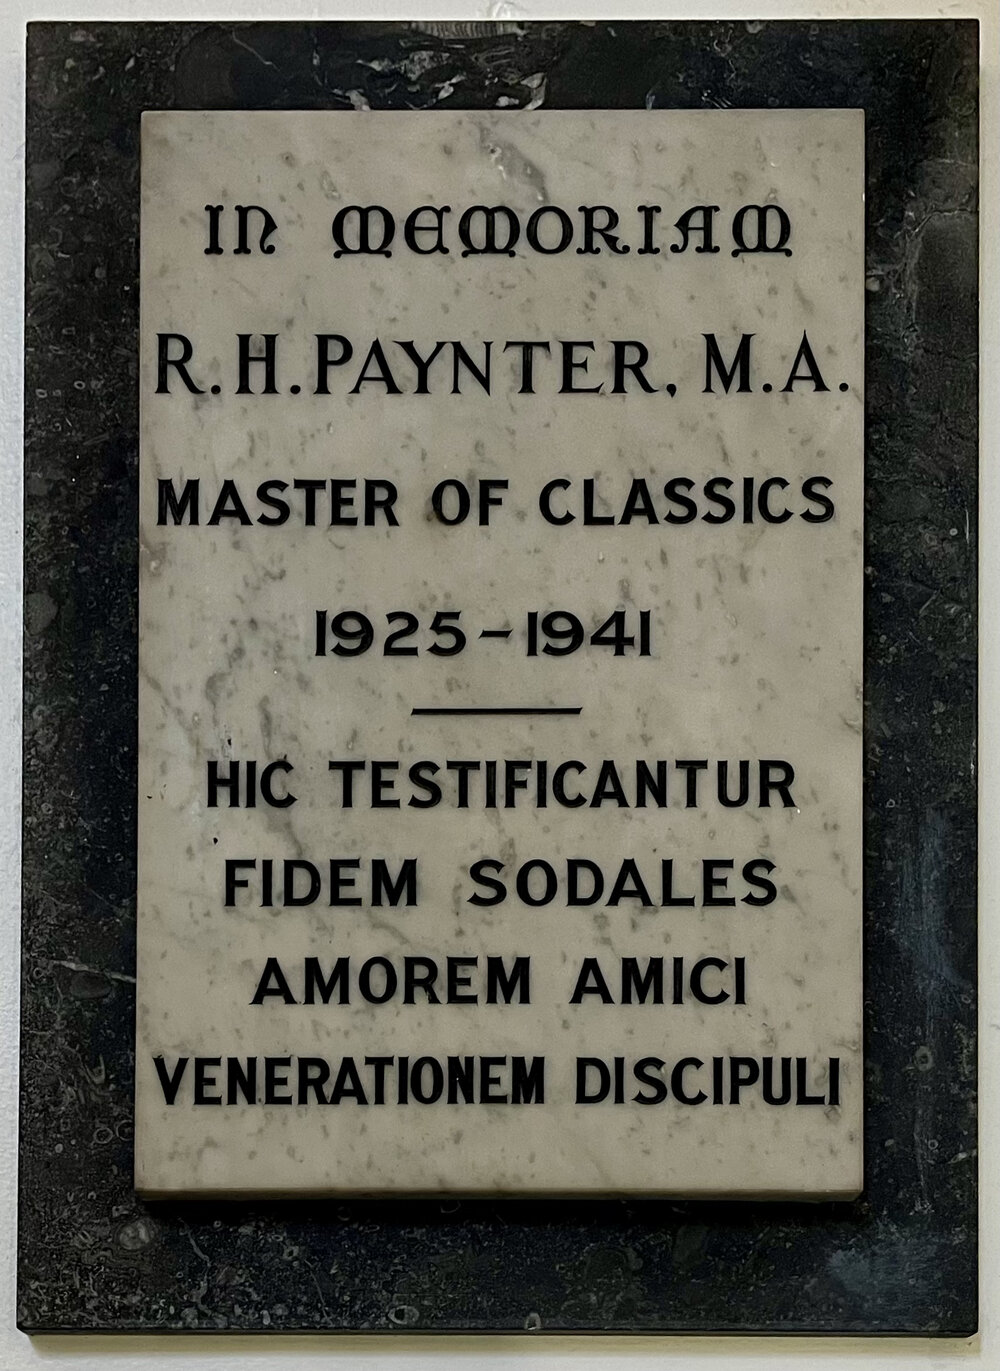 IN MEMORIAM
R.H.PAYNTER, M.A.
MASTER OF CLASSICS
1925-1941
HIC TESTIFICANTUR
FIDEM SODALES
AMOREM AMICI
VENERATIONEM DISCIPULI